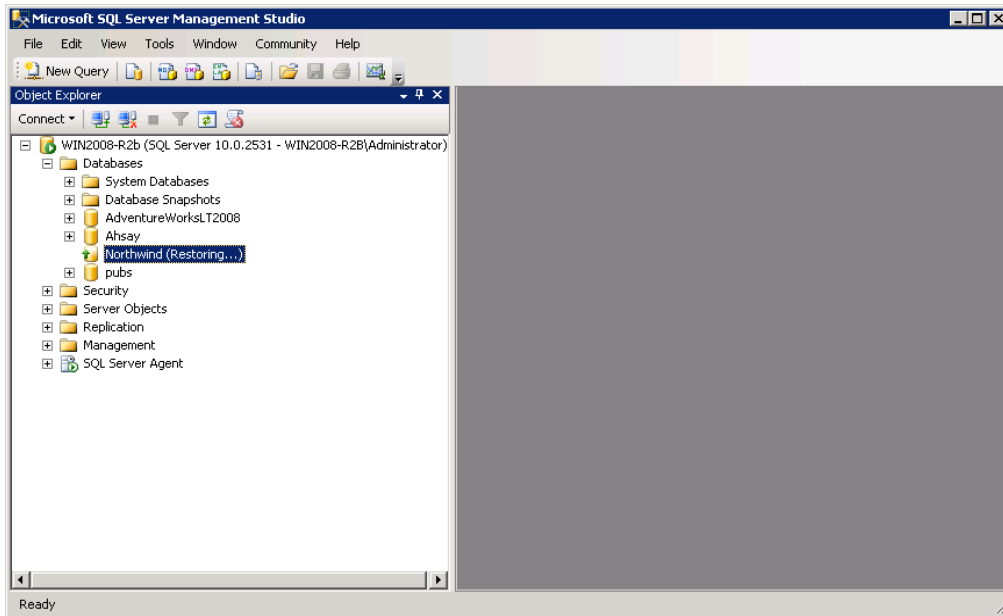 Microsoft SQL Server Management Studio
File Edit View Tools Window Community Help
New Query
Object Explorer
Connect
WIN2008-R2b (SQL Server 10.0.2531 - WIN2008-R2B\Administrator)
Databases
System Databases
Database Snapshots
AdventureWorksLT2008
Ahsay
Northwind (Restoring...)
pubs
Security
Server Objects
Replication
Management
SQL Server Agent
Ready